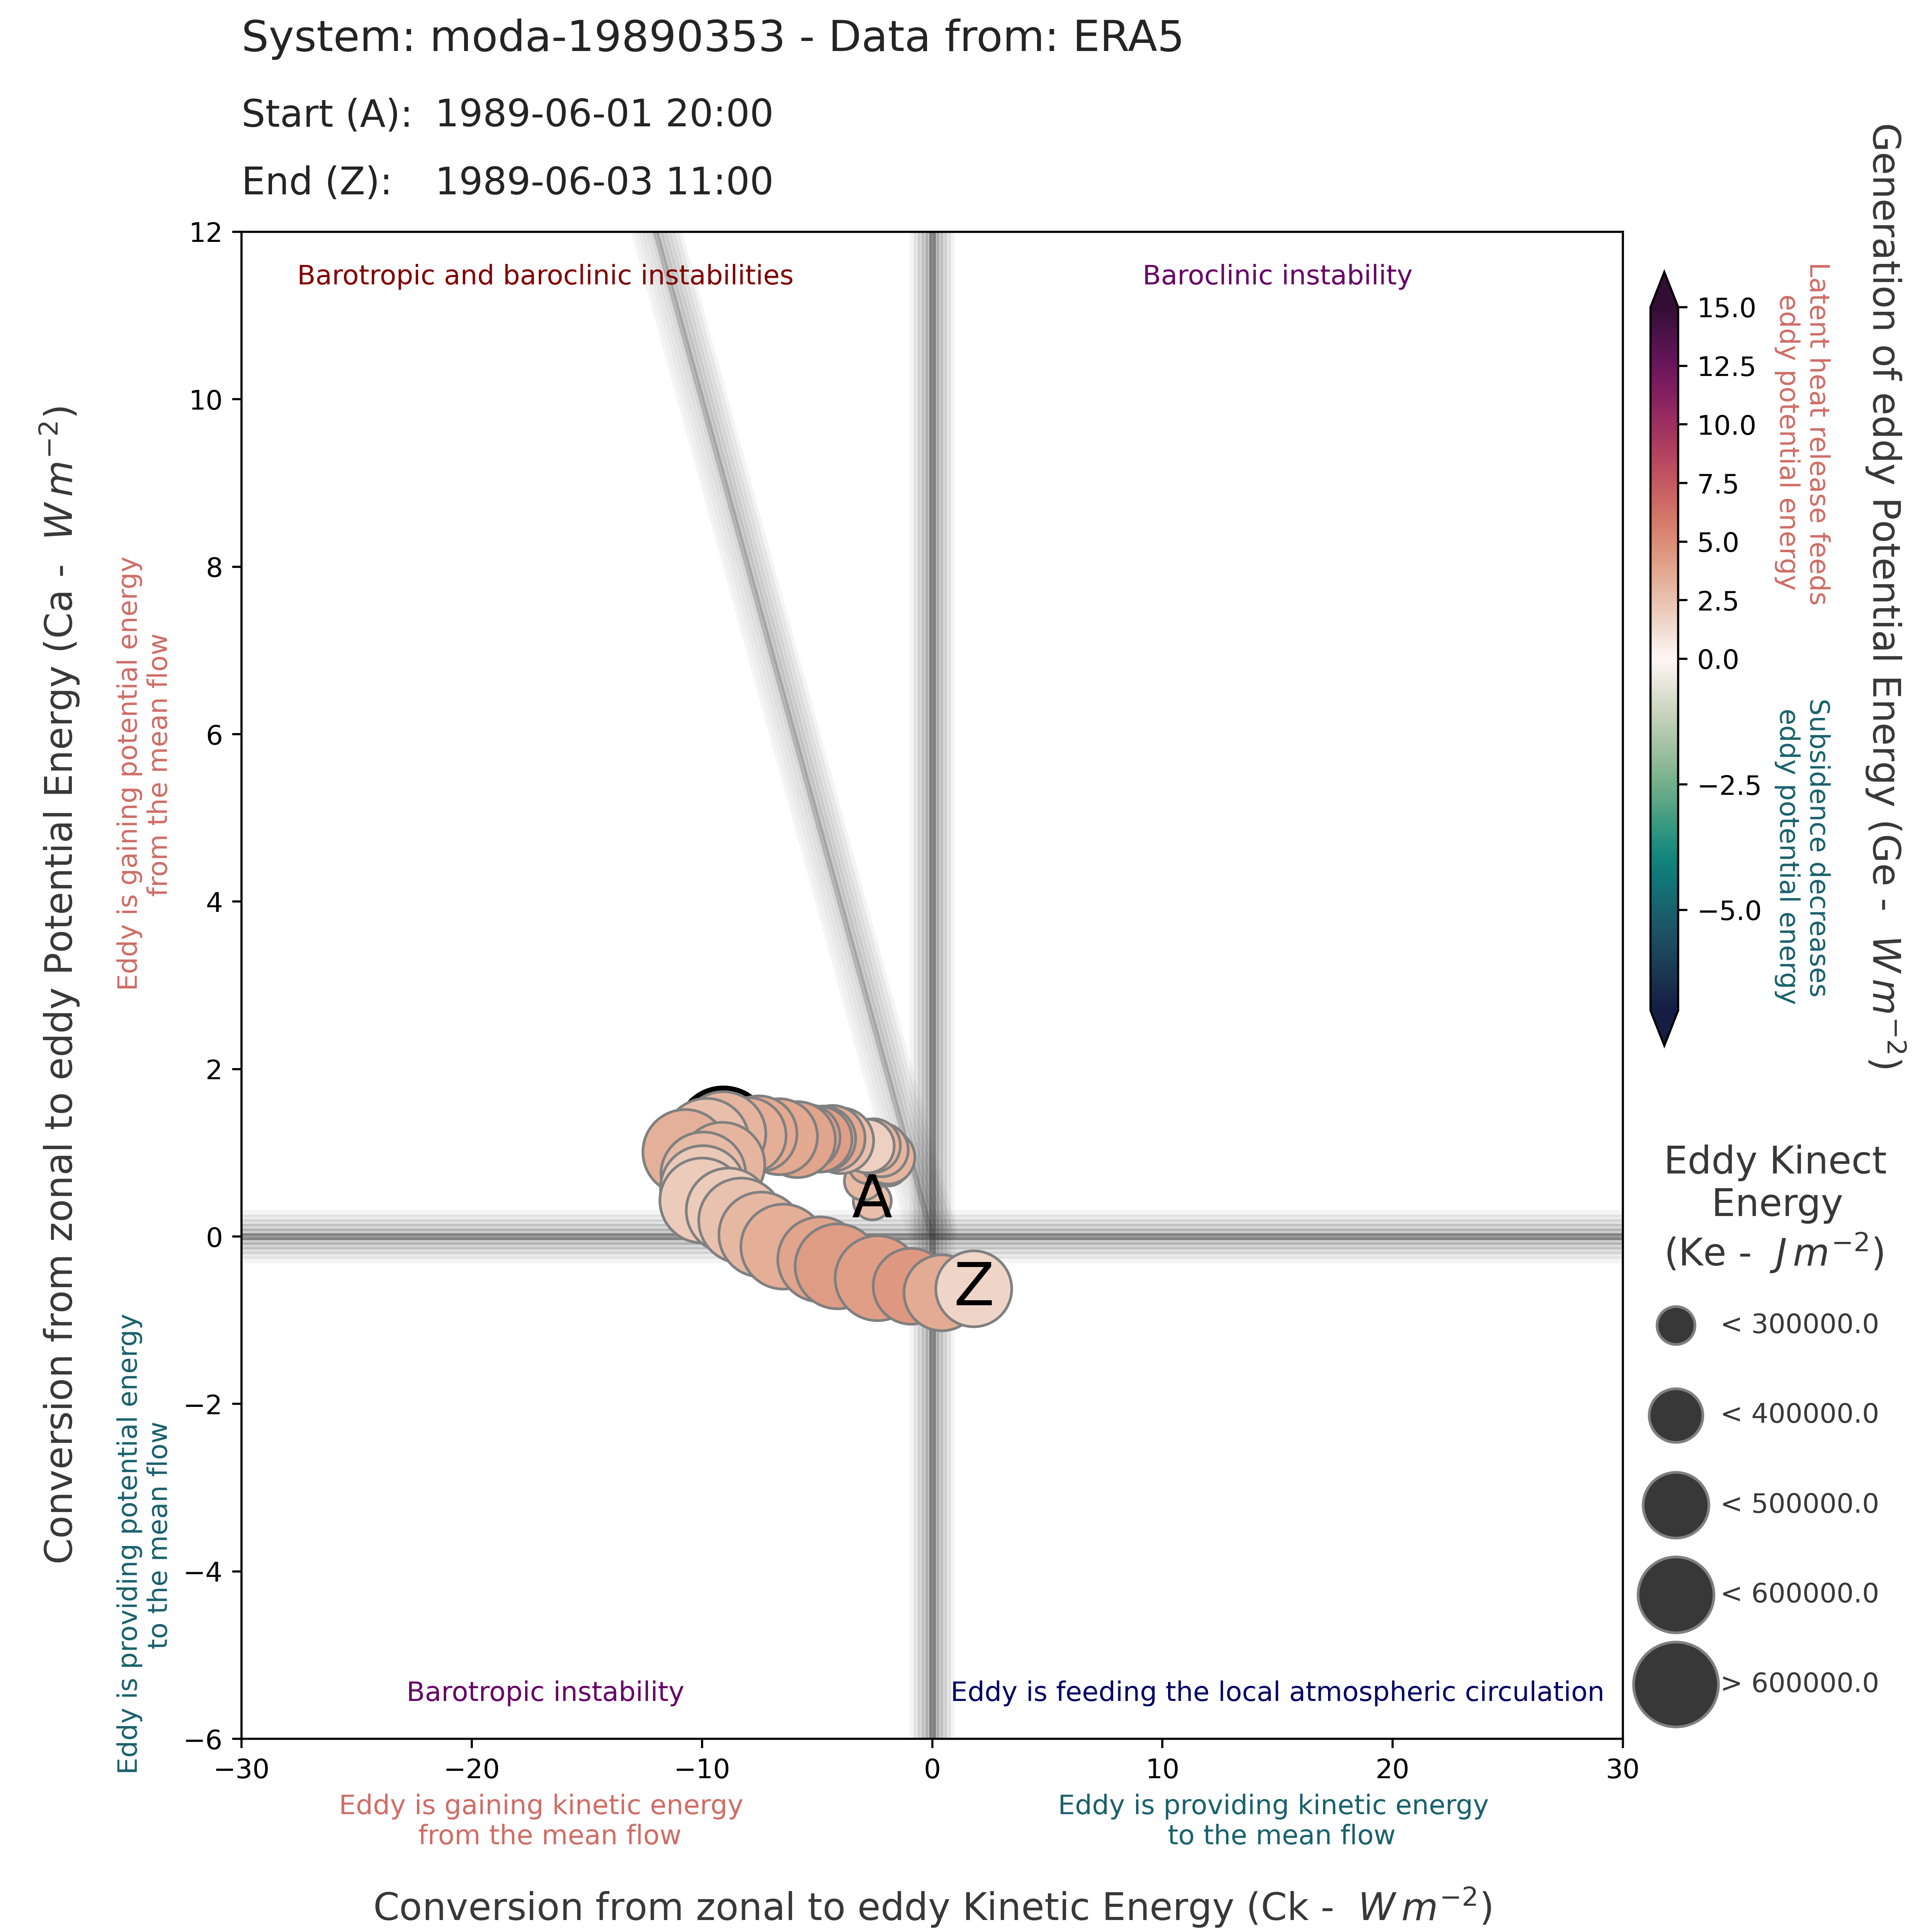 System: moda-19890353 - Data from: ERA5
Start (A): 1989-06-01 20:00
End (Z): 1989-06-03 11:00
Conversion from zonal to eddy Potential Energy (Ca - W m⁻²)
Eddy is gaining potential energy
from the mean flow
Eddy is providing potential energy
to the mean flow
12
10
8
6
4
2
0
−2
−4
−6
Barotropic and baroclinic instabilities
Baroclinic instability
A
Z
Barotropic instability
Eddy is feeding the local atmospheric circulation
−30
−20
−10
0
10
20
30
Eddy is gaining kinetic energy
from the mean flow
Eddy is providing kinetic energy
to the mean flow
Conversion from zonal to eddy Kinetic Energy (Ck - W m⁻²)
15.0
12.5
10.0
7.5
5.0
2.5
0.0
−2.5
−5.0
Latent heat release feeds
eddy potential energy
Subsidence decreases
eddy potential energy
Generation of eddy Potential Energy (Ge - W m⁻²)
Eddy Kinect
Energy
(Ke - J m⁻²)
< 300000.0
< 400000.0
< 500000.0
< 600000.0
> 600000.0